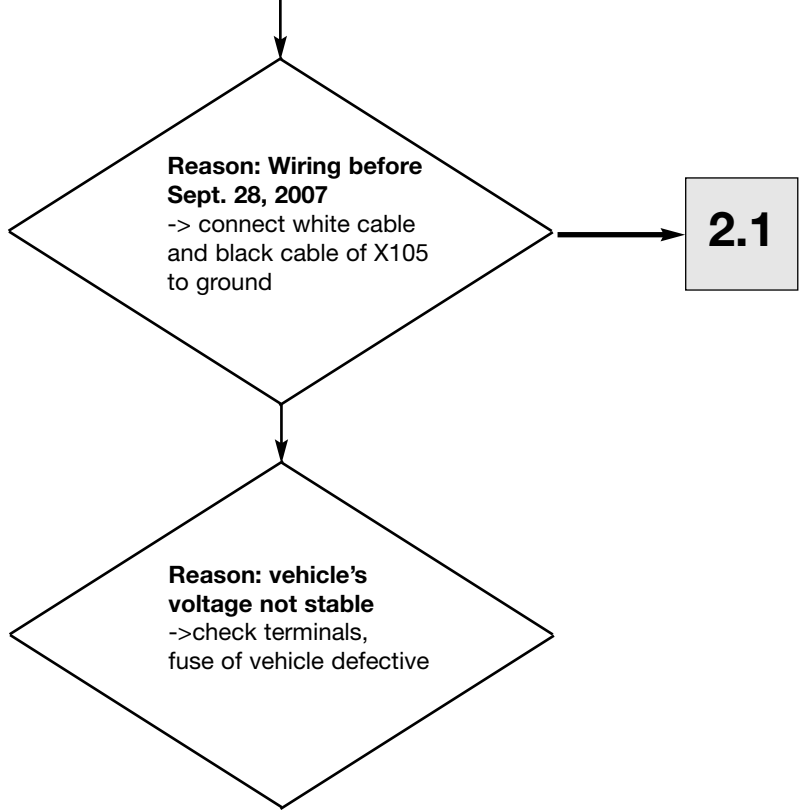 Reason: Wiring before
Sept. 28, 2007
-> connect white cable
and black cable of X105
to ground
2.1
Reason: vehicle’s
voltage not stable
->check terminals,
fuse of vehicle defective